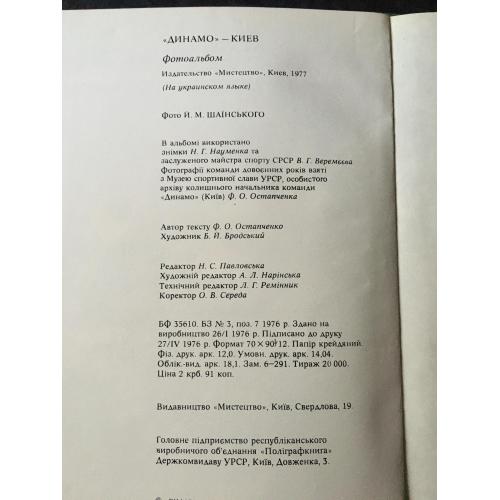 «ДИНАМО» — КИЕВ
Фотоальбом
Издательство «Мистецтво», Киев, 1977
(На украинском языке)
Фото Й. М. ШАЇНСЬКОГО
В альбомі використано
знімки Н. Г. Науменка та
заслуженого майстра спорту СРСР В. Г. Веремєєва
Фотографії команди довоєнних років взяті
з Музею спортивної слави УРСР, особистого
архіву колишнього начальника команди
«Динамо» (Київ) Ф. О. Остапченка
Автор тексту Ф. О. Остапченко
Художник Б. Й. Бродський
Редактор Н. С. Павловська
Художній редактор А. Л. Нарінська
Технічний редактор Л. Г. Ремінник
Коректор О. В. Середа
БФ 35610. БЗ № 3, поз. 7 1976 р. Здано на
виробництво 26/I 1976 р. Підписано до друку
27/IV 1976 р. Формат 70×90¹⁄12. Папір крейданий.
Фіз. друк. арк. 12,0. Умовн. друк. арк. 14,04.
Облік.-вид. арк. 18,1. Зам. 6—291. Тираж 20 000.
Ціна 2 крб. 91 коп.
Видавництво «Мистецтво», Київ, Свердлова, 19.
Головне підприємство республіканського
виробничого об'єднання «Поліграфкнига»
Держкомвидаву УРСР, Київ, Довженка, 3.